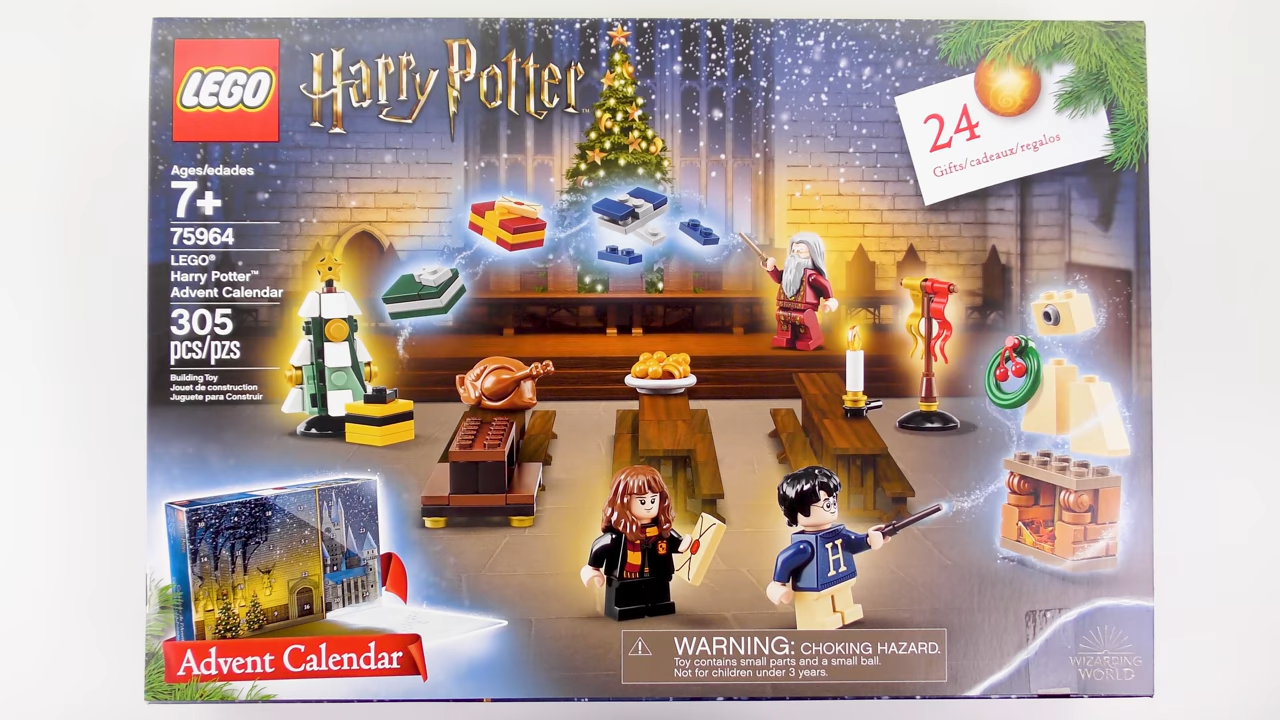 LEGO
Harry Potter™
24
Gifts/cadeaux/regalos
Ages/edades
7+
75964
LEGO®
Harry Potter™
Advent Calendar
305
pcs/pzs
Building Toy
Jouet de construction
Juguete para Construir
H
Advent Calendar
WARNING: CHOKING HAZARD.
Toy contains small parts and a small ball.
Not for children under 3 years.
WIZARDING
WORLD